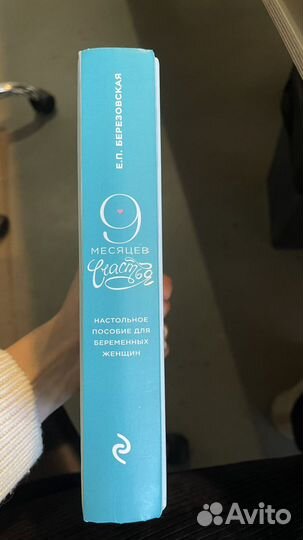 Е.П. БЕРЕЗОВСКАЯ
9
МЕСЯЦЕВ
Счастья
НАСТОЛЬНОЕ
ПОСОБИЕ ДЛЯ
БЕРЕМЕННЫХ
ЖЕНЩИН
Avito